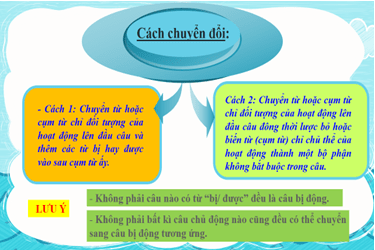 Cách chuyển đổi:
- Cách 1: Chuyển từ hoặc
cụm từ chỉ đối tượng của
hoạt động lên đầu câu và
thêm các từ bị hay được
vào sau cụm từ ấy.
Cách 2: Chuyển từ hoặc cụm từ
chỉ đối tượng của hoạt động lên
đầu câu đồng thời lược bỏ hoặc
biến từ (cụm từ) chỉ chủ thể của
hoạt động thành một bộ phận
không bắt buộc trong câu.
LƯU Ý
- Không phải câu nào có từ “bị/ được” đều là câu bị động.
- Không phải bất kì câu chủ động nào cũng đều có thể chuyển
sang câu bị động tương ứng.